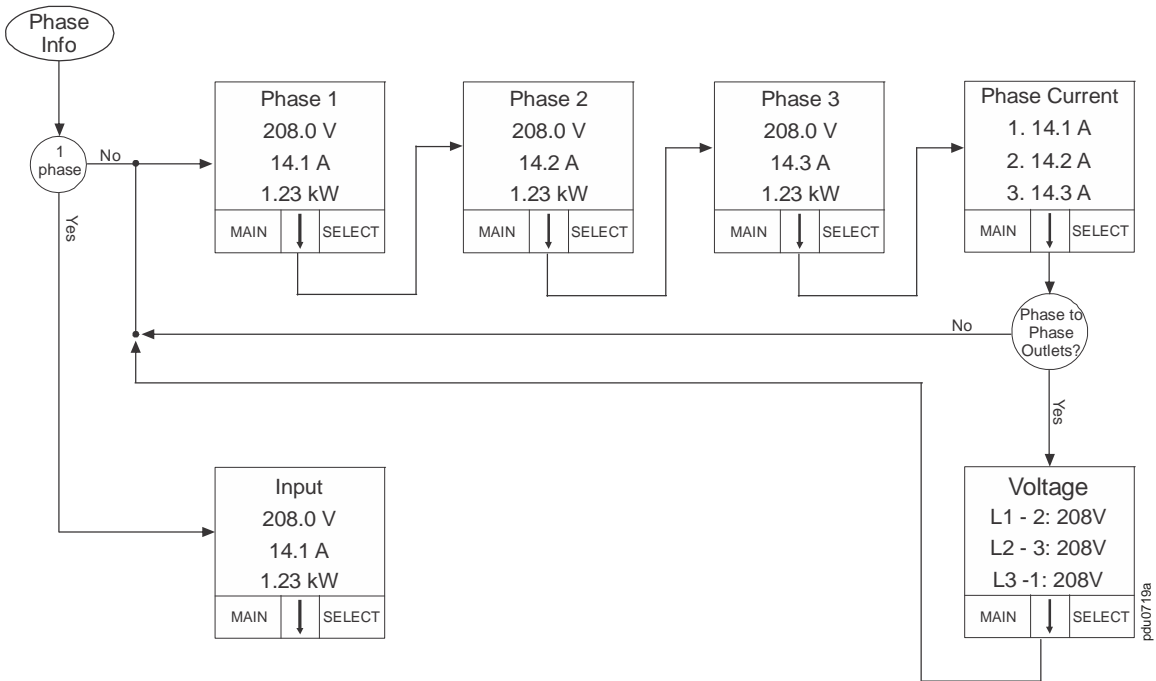 Phase
Info
1
phase
No
Yes
Phase 1
208.0 V
14.1 A
1.23 kW
MAIN
SELECT
Phase 2
208.0 V
14.2 A
1.23 kW
MAIN
SELECT
Phase 3
208.0 V
14.3 A
1.23 kW
MAIN
SELECT
Phase Current
1. 14.1 A
2. 14.2 A
3. 14.3 A
MAIN
SELECT
Phase to
Phase
Outlets?
No
Yes
Input
208.0 V
14.1 A
1.23 kW
MAIN
SELECT
Voltage
L1 - 2: 208V
L2 - 3: 208V
L3 -1: 208V
MAIN
SELECT
pdu0719a